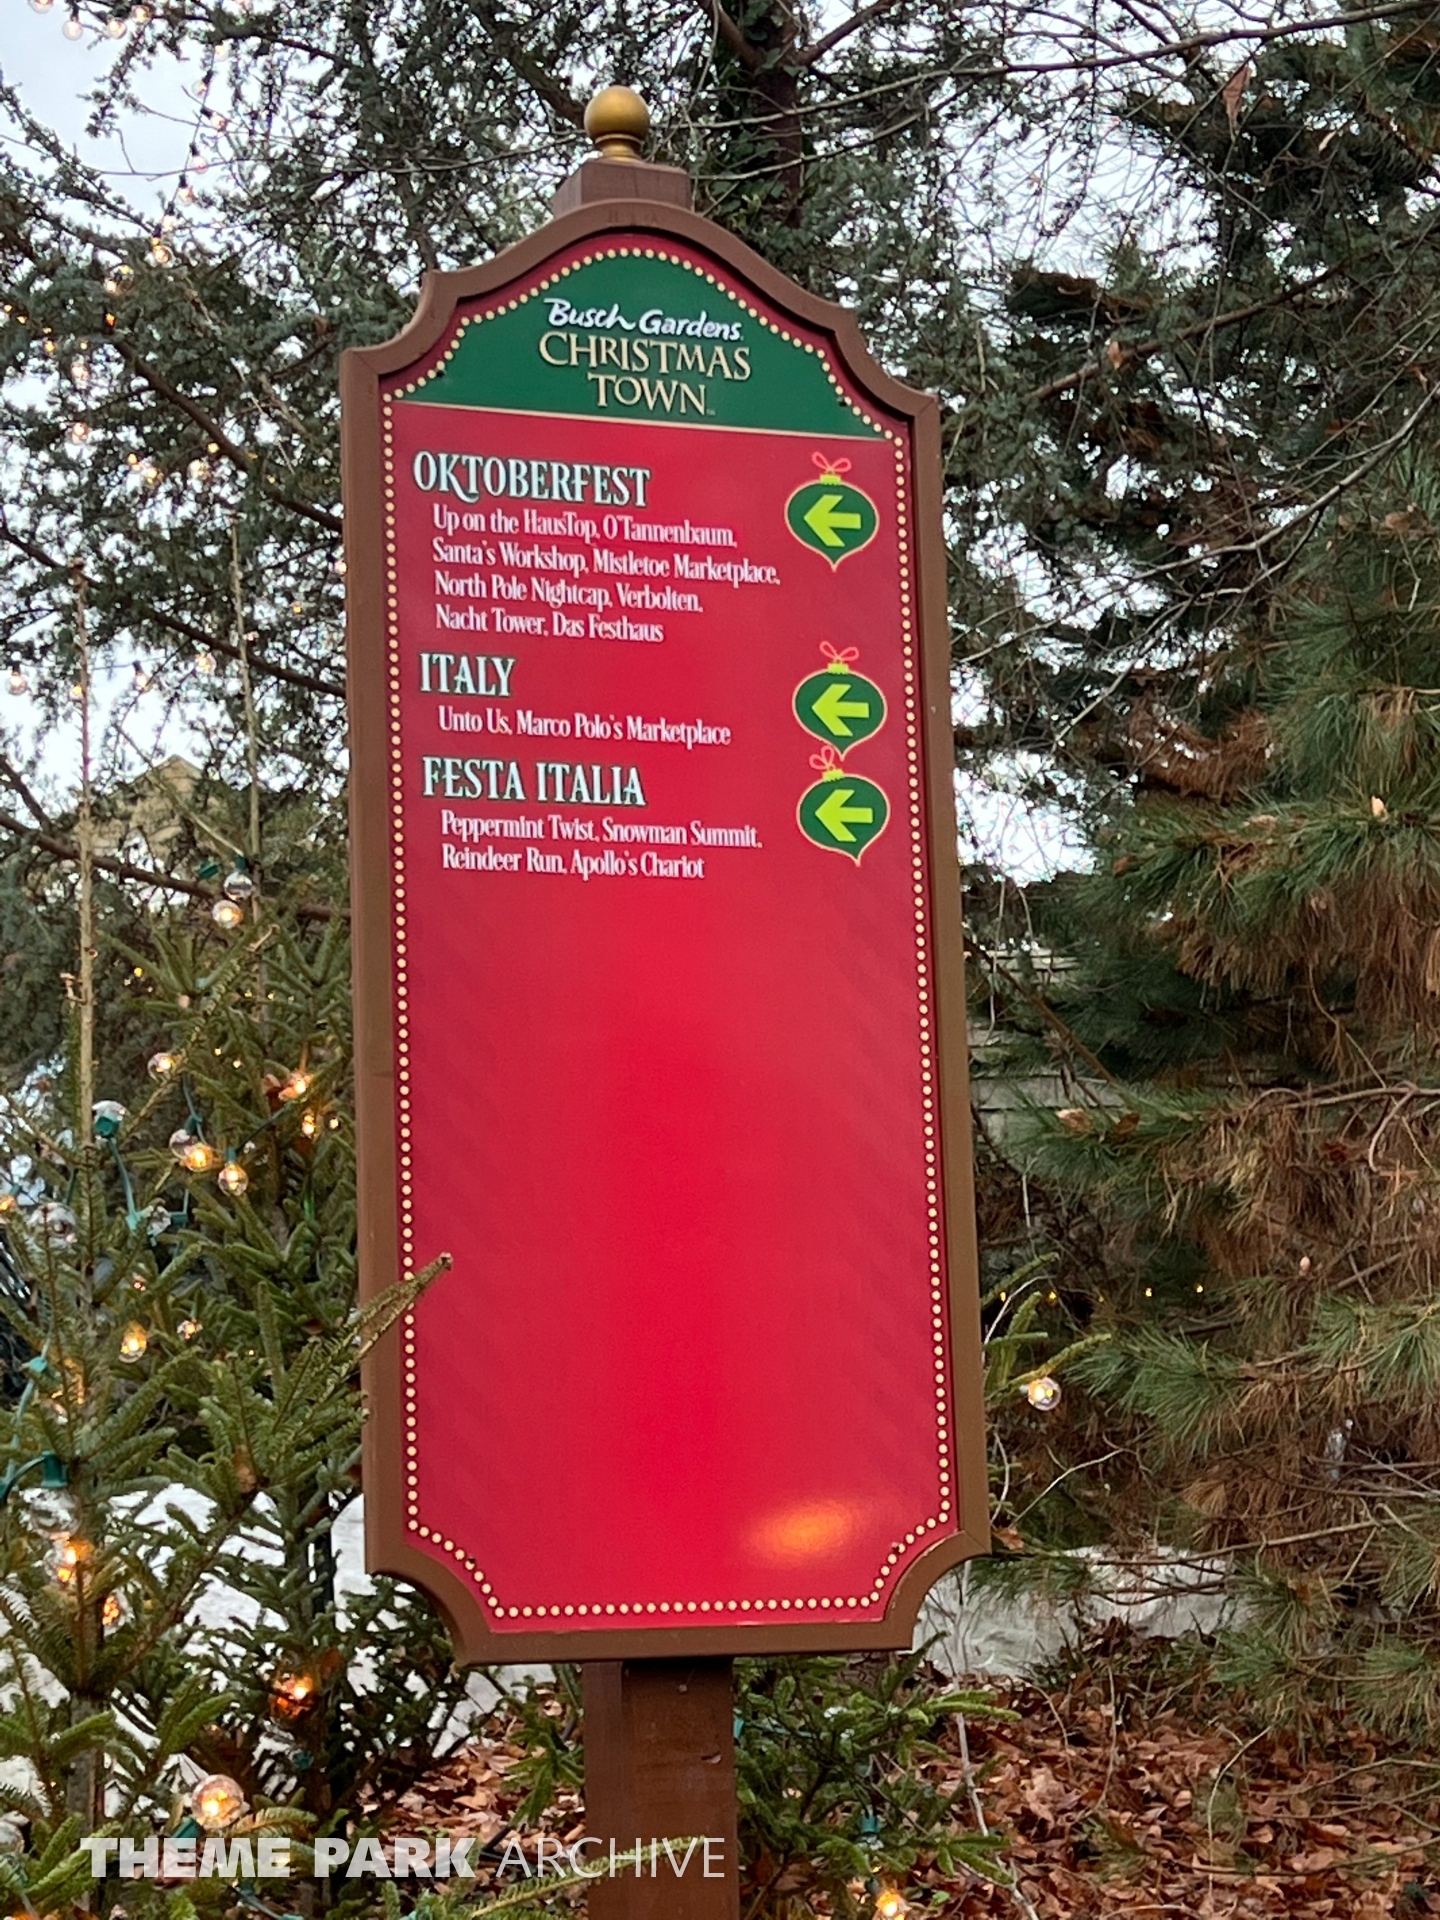 Busch Gardens
CHRISTMAS
TOWN
OKTOBERFEST
Up on the HausTop, O'Tannenbaum,
Santa's Workshop, Mistletoe Marketplace,
North Pole Nightcap, Verbolten,
Nacht Tower, Das Festhaus
ITALY
Unto Us, Marco Polo's Marketplace
FESTA ITALIA
Peppermint Twist, Snowman Summit,
Reindeer Run, Apollo's Chariot
THEME PARK ARCHIVE